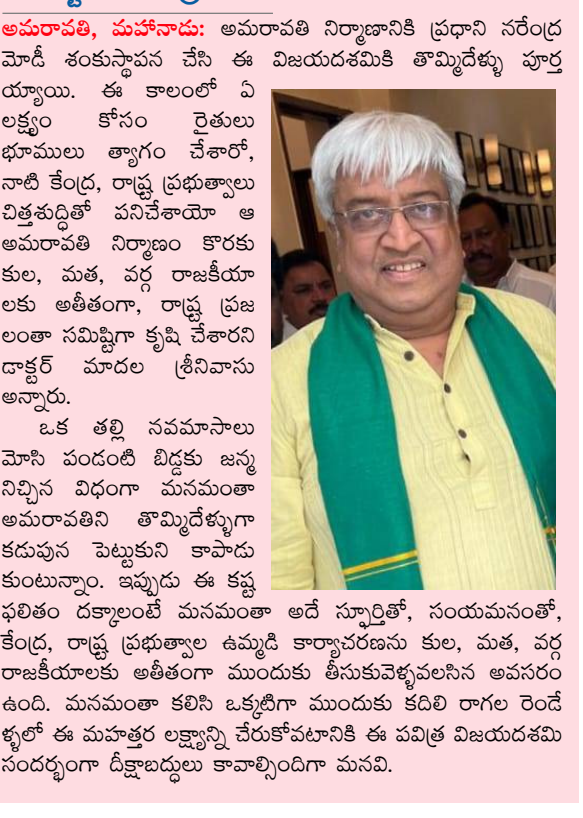 అమరావతి, మహానాడు: అమరావతి నిర్మాణానికి ప్రధాని నరేంద్ర
మోడీ శంకుస్థాపన చేసి ఈ విజయదశమికి తొమ్మిదేళ్ళు పూర్త
య్యాయి. ఈ కాలంలో ఏ
లక్ష్యం కోసం రైతులు
భూములు త్యాగం చేశారో,
నాటి కేంద్ర, రాష్ట్ర ప్రభుత్వాలు
చిత్తశుద్ధితో పనిచేశాయో ఆ
అమరావతి నిర్మాణం కొరకు
కుల, మత, వర్గ రాజకీయా
లకు అతీతంగా, రాష్ట్ర ప్రజ
లంతా సమిష్టిగా కృషి చేశారని
డాక్టర్ మాదల శ్రీనివాసు
అన్నారు.
ఒక తల్లి నవమాసాలు
మోసి పండంటి బిడ్డకు జన్మ
నిచ్చిన విధంగా మనమంతా
అమరావతిని తొమ్మిదేళ్ళుగా
కడుపున పెట్టుకుని కాపాడు
కుంటున్నాం. ఇప్పుడు ఈ కష్ట
ఫలితం దక్కాలంటే మనమంతా అదే స్ఫూర్తితో, సంయమనంతో,
కేంద్ర, రాష్ట్ర ప్రభుత్వాల ఉమ్మడి కార్యాచరణను కుల, మత, వర్గ
రాజకీయాలకు అతీతంగా ముందుకు తీసుకువెళ్ళవలసిన అవసరం
ఉంది. మనమంతా కలిసి ఒక్కటిగా ముందుకు కదిలి రాగల రెండే
ళ్ళలో ఈ మహత్తర లక్ష్యాన్ని చేరుకోవటానికి ఈ పవిత్ర విజయదశమి
సందర్భంగా దీక్షాబద్ధులు కావాల్సిందిగా మనవి.